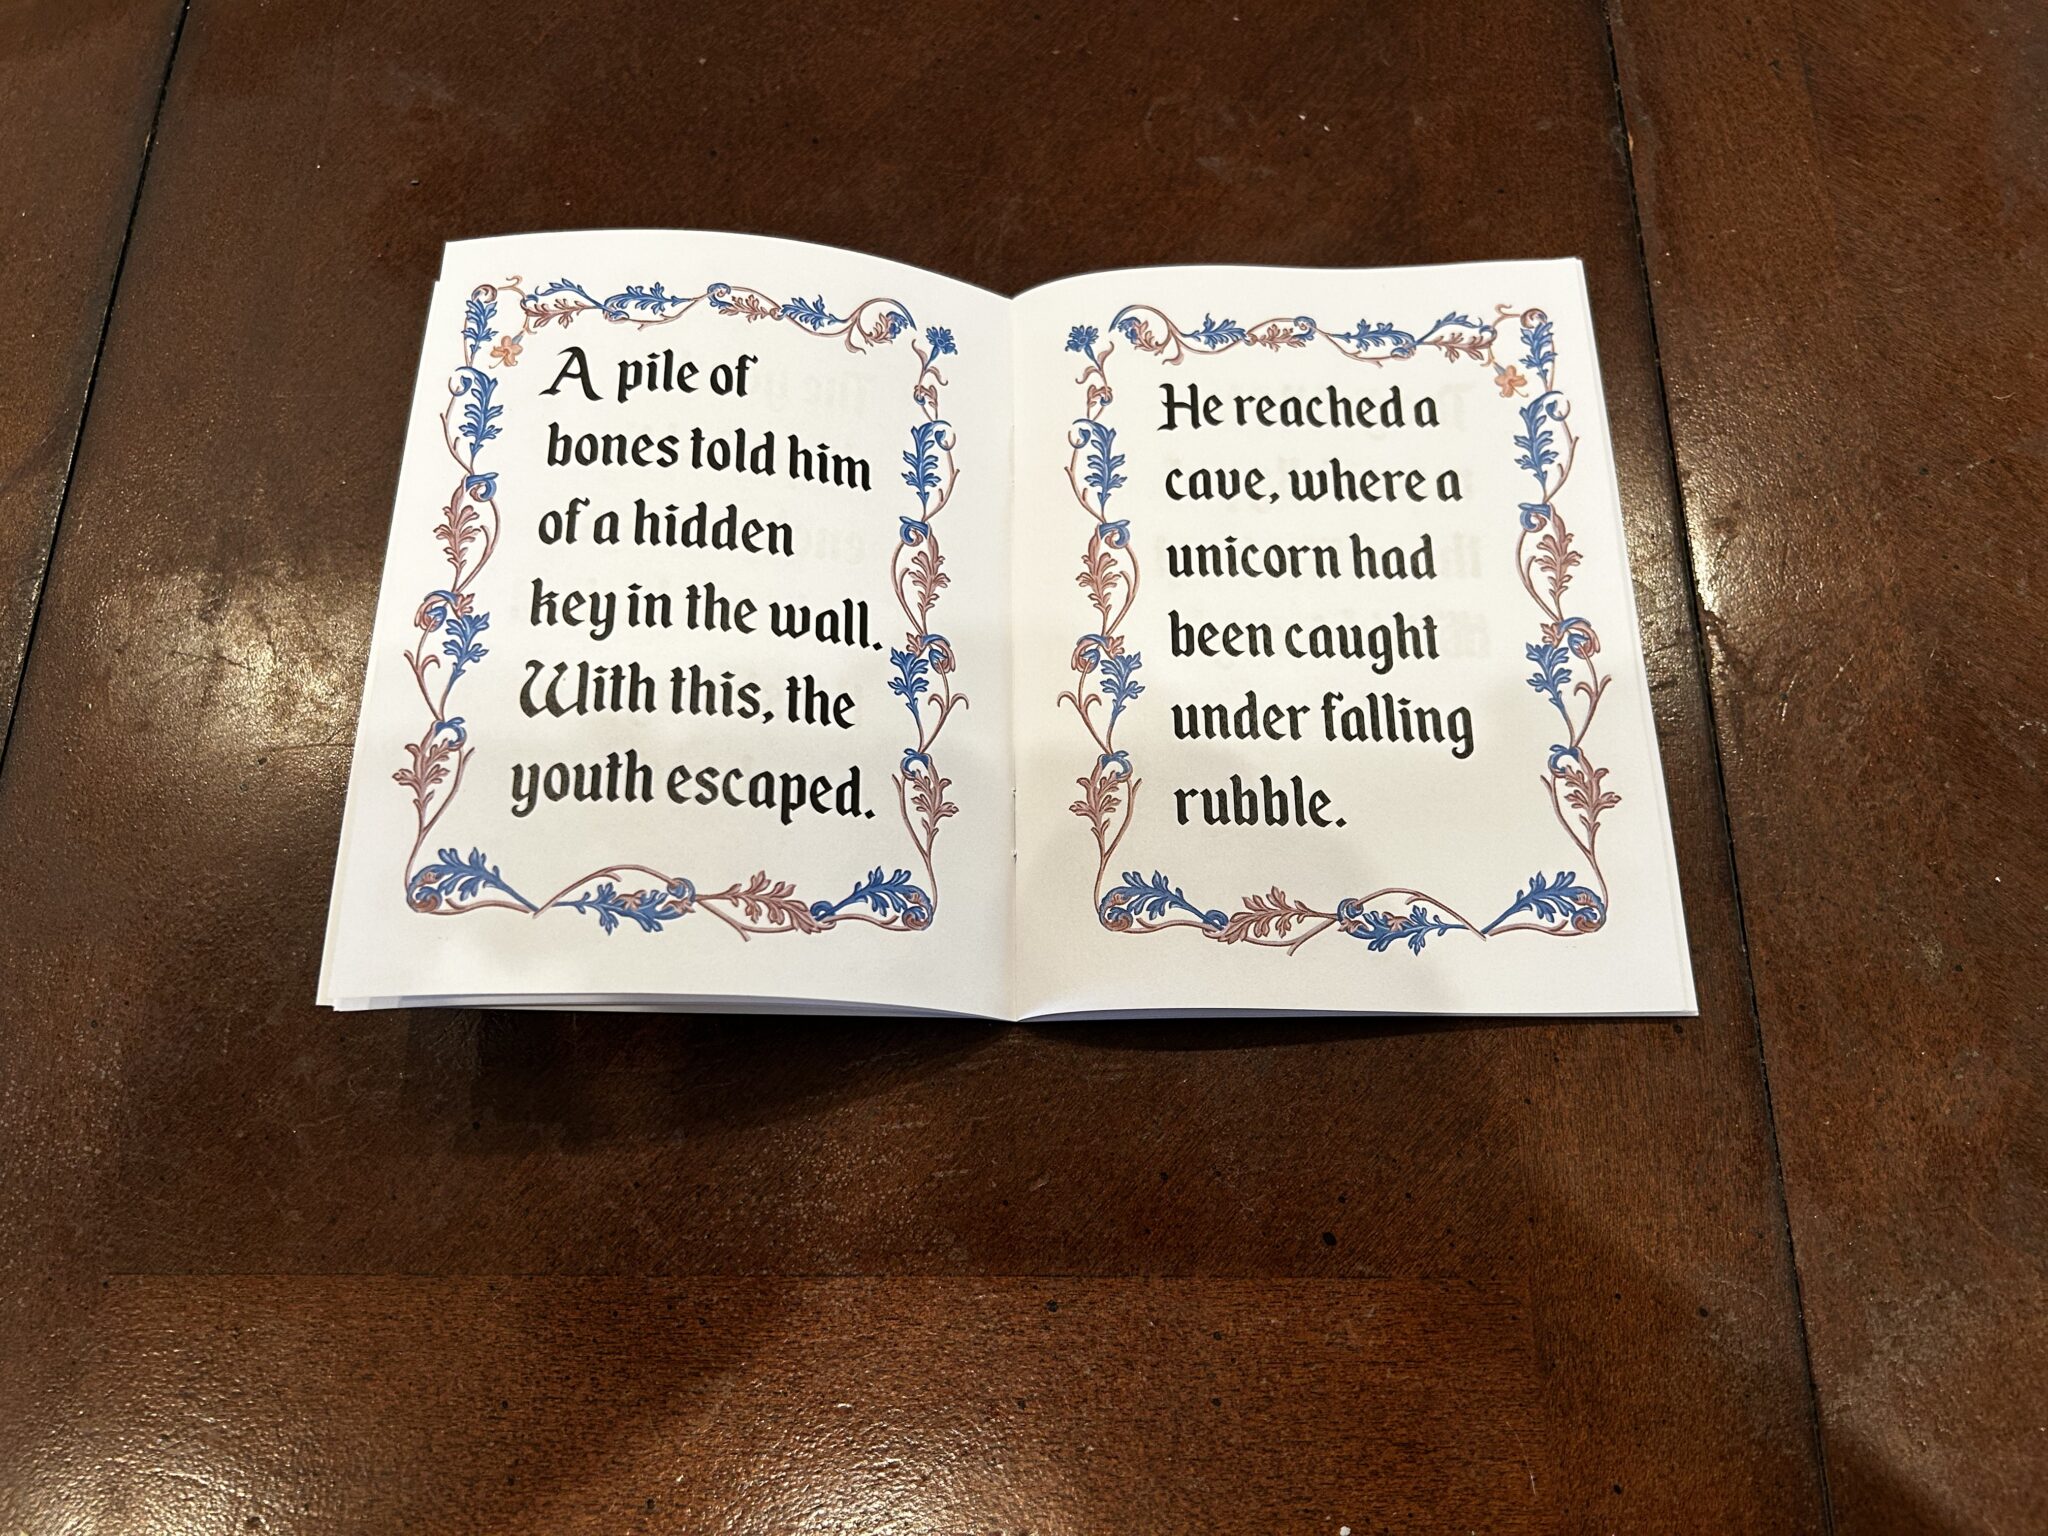 A pile of
bones told him
of a hidden
key in the wall.
With this, the
youth escaped.
He reached a
cave, where a
unicorn had
been caught
under falling
rubble.